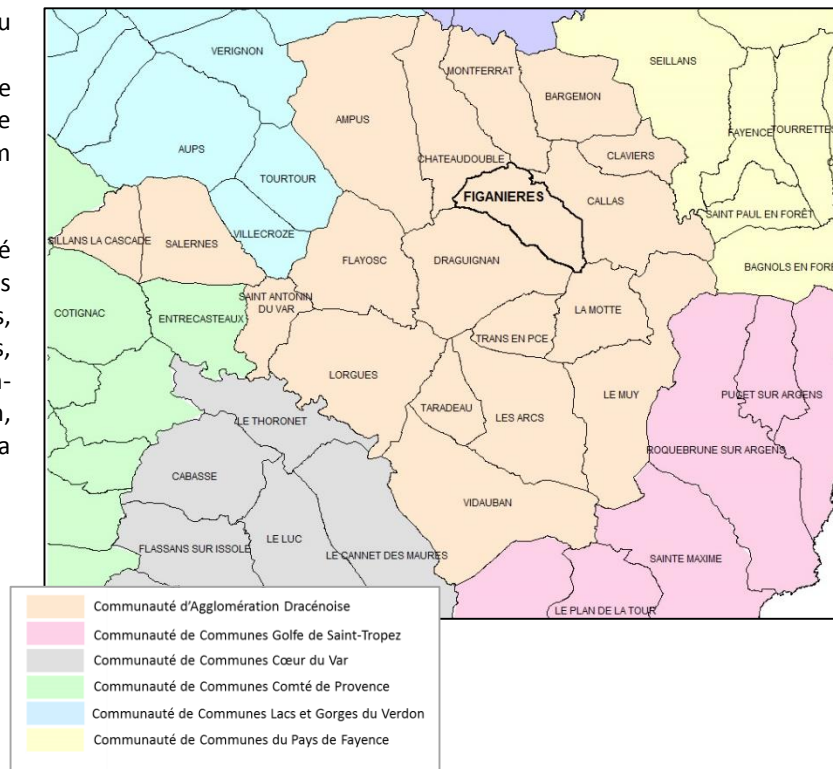 u
e
e
m
é
s
s,
s,
n-
n,
a
VERIGNON
SEILLANS
MONTFERRAT
BARGEMON
AMPUS
FAYENCE
TOURRETTES
AUPS
CHATEAUDOUBLE
CLAVIERS
TOURTOUR
FIGANIERES
CALLAS
SAINT PAUL EN FORÊT
VILLECROZE
SILLANS LA CASCADE
SALERNES
FLAYOSC
DRAGUIGNAN
BAGNOLS EN FORE
COTIGNAC
ENTRECASTEAUX
SAINT ANTONIN
DU VAR
LA MOTTE
TRANS EN PCE
LORGUES
TARADEAU
LES ARCS
LE MUY
PUGET SUR ARGENS
LE THORONET
ROQUEBRUNE SUR ARGENS
CABASSE
VIDAUBAN
FLASSANS SUR ISSOLE
LE LUC
LE CANNET DES MAURES
SAINTE MAXIME
LE PLAN DE LA TOUR
Communauté d'Agglomération Dracénoise
Communauté de Communes Golfe de Saint-Tropez
Communauté de Communes Cœur du Var
Communauté de Communes Comté de Provence
Communauté de Communes Lacs et Gorges du Verdon
Communauté de Communes du Pays de Fayence